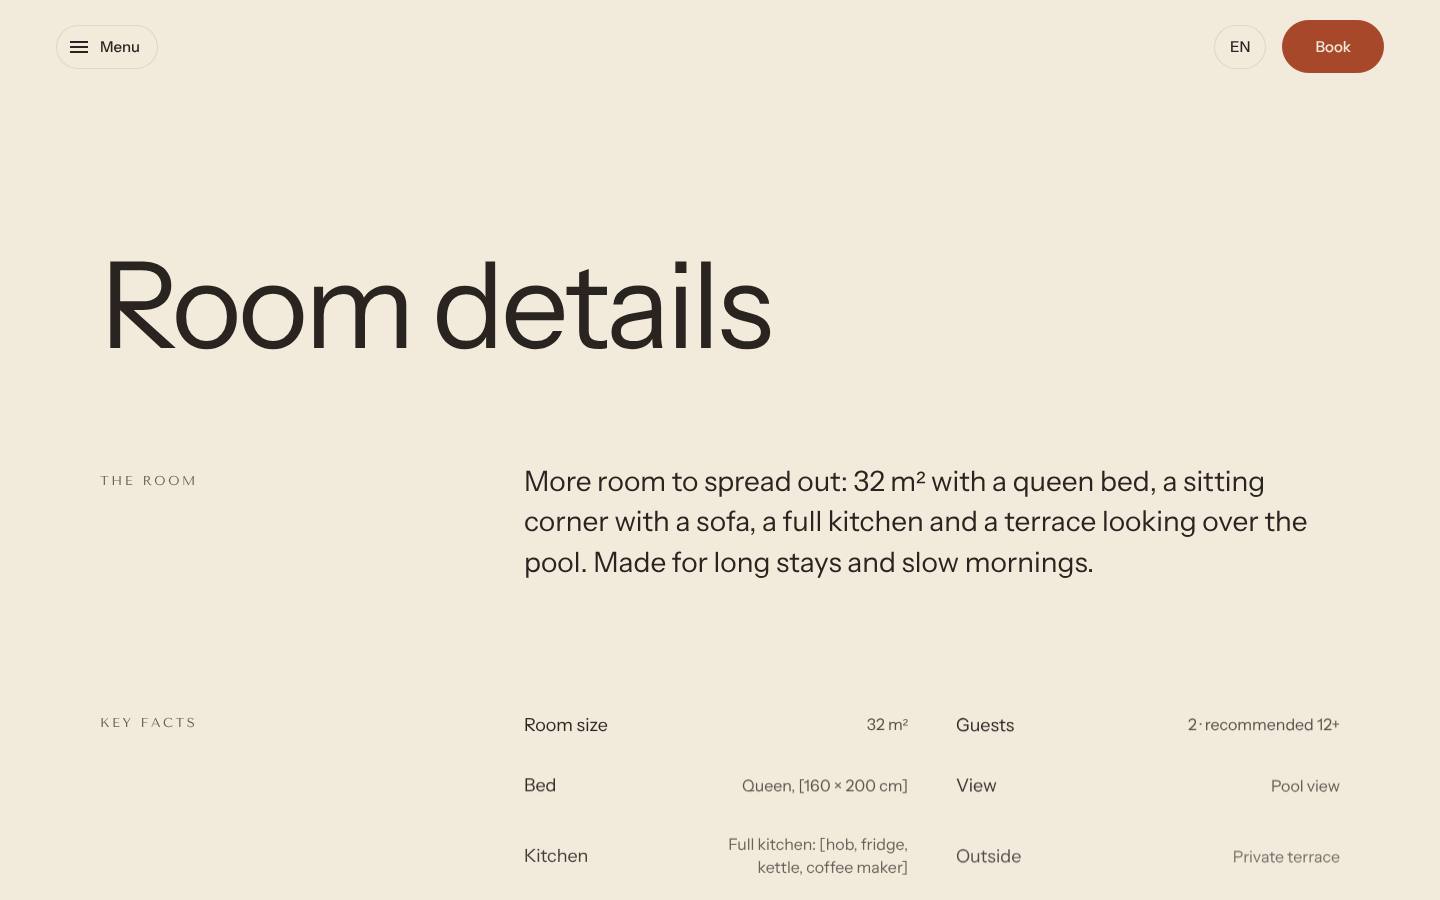 Menu
EN
Book
Room details
THE ROOM
More room to spread out: 32 m² with a queen bed, a sitting
corner with a sofa, a full kitchen and a terrace looking over the
pool. Made for long stays and slow mornings.
KEY FACTS
Room size
32 m²
Guests
2 · recommended 12+
Bed
Queen, [160 × 200 cm]
View
Pool view
Kitchen
Full kitchen: [hob, fridge,
kettle, coffee maker]
Outside
Private terrace